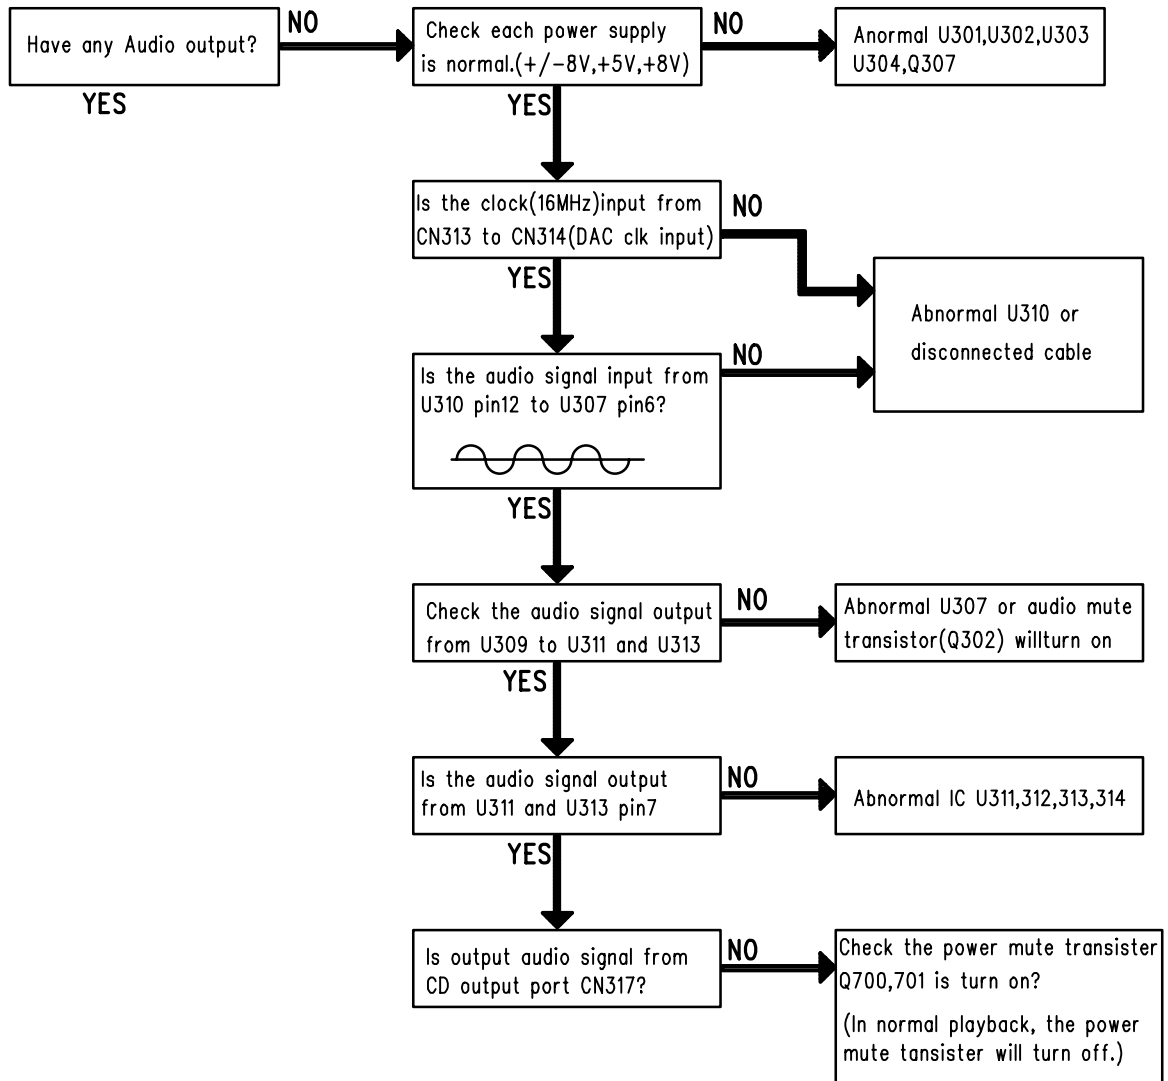 Have any Audio output?
NO
Check each power supply
is normal.(+/-8V,+5V,+8V)
NO
Anormal U301,U302,U303
U304,Q307
YES
YES
Is the clock(16MHz)input from
CN313 to CN314(DAC clk input)
NO
YES
Abnormal U310 or
disconnected cable
Is the audio signal input from
U310 pin12 to U307 pin6?
NO
YES
Check the audio signal output
from U309 to U311 and U313
NO
Abnormal U307 or audio mute
transistor(Q302) willturn on
YES
Is the audio signal output
from U311 and U313 pin7
NO
Abnormal IC U311,312,313,314
YES
Is output audio signal from
CD output port CN317?
NO
Check the power mute transister
Q700,701 is turn on?
(In normal playback, the power
mute tansister will turn off.)